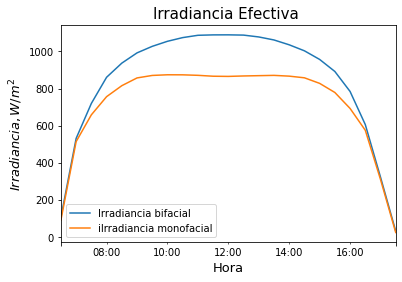 Irradiancia Efectiva
Irradiancia, W/m²
1000
800
600
400
200
0
Irradiancia bifacial
iIrradiancia monofacial
08:00 10:00 12:00 14:00 16:00
Hora